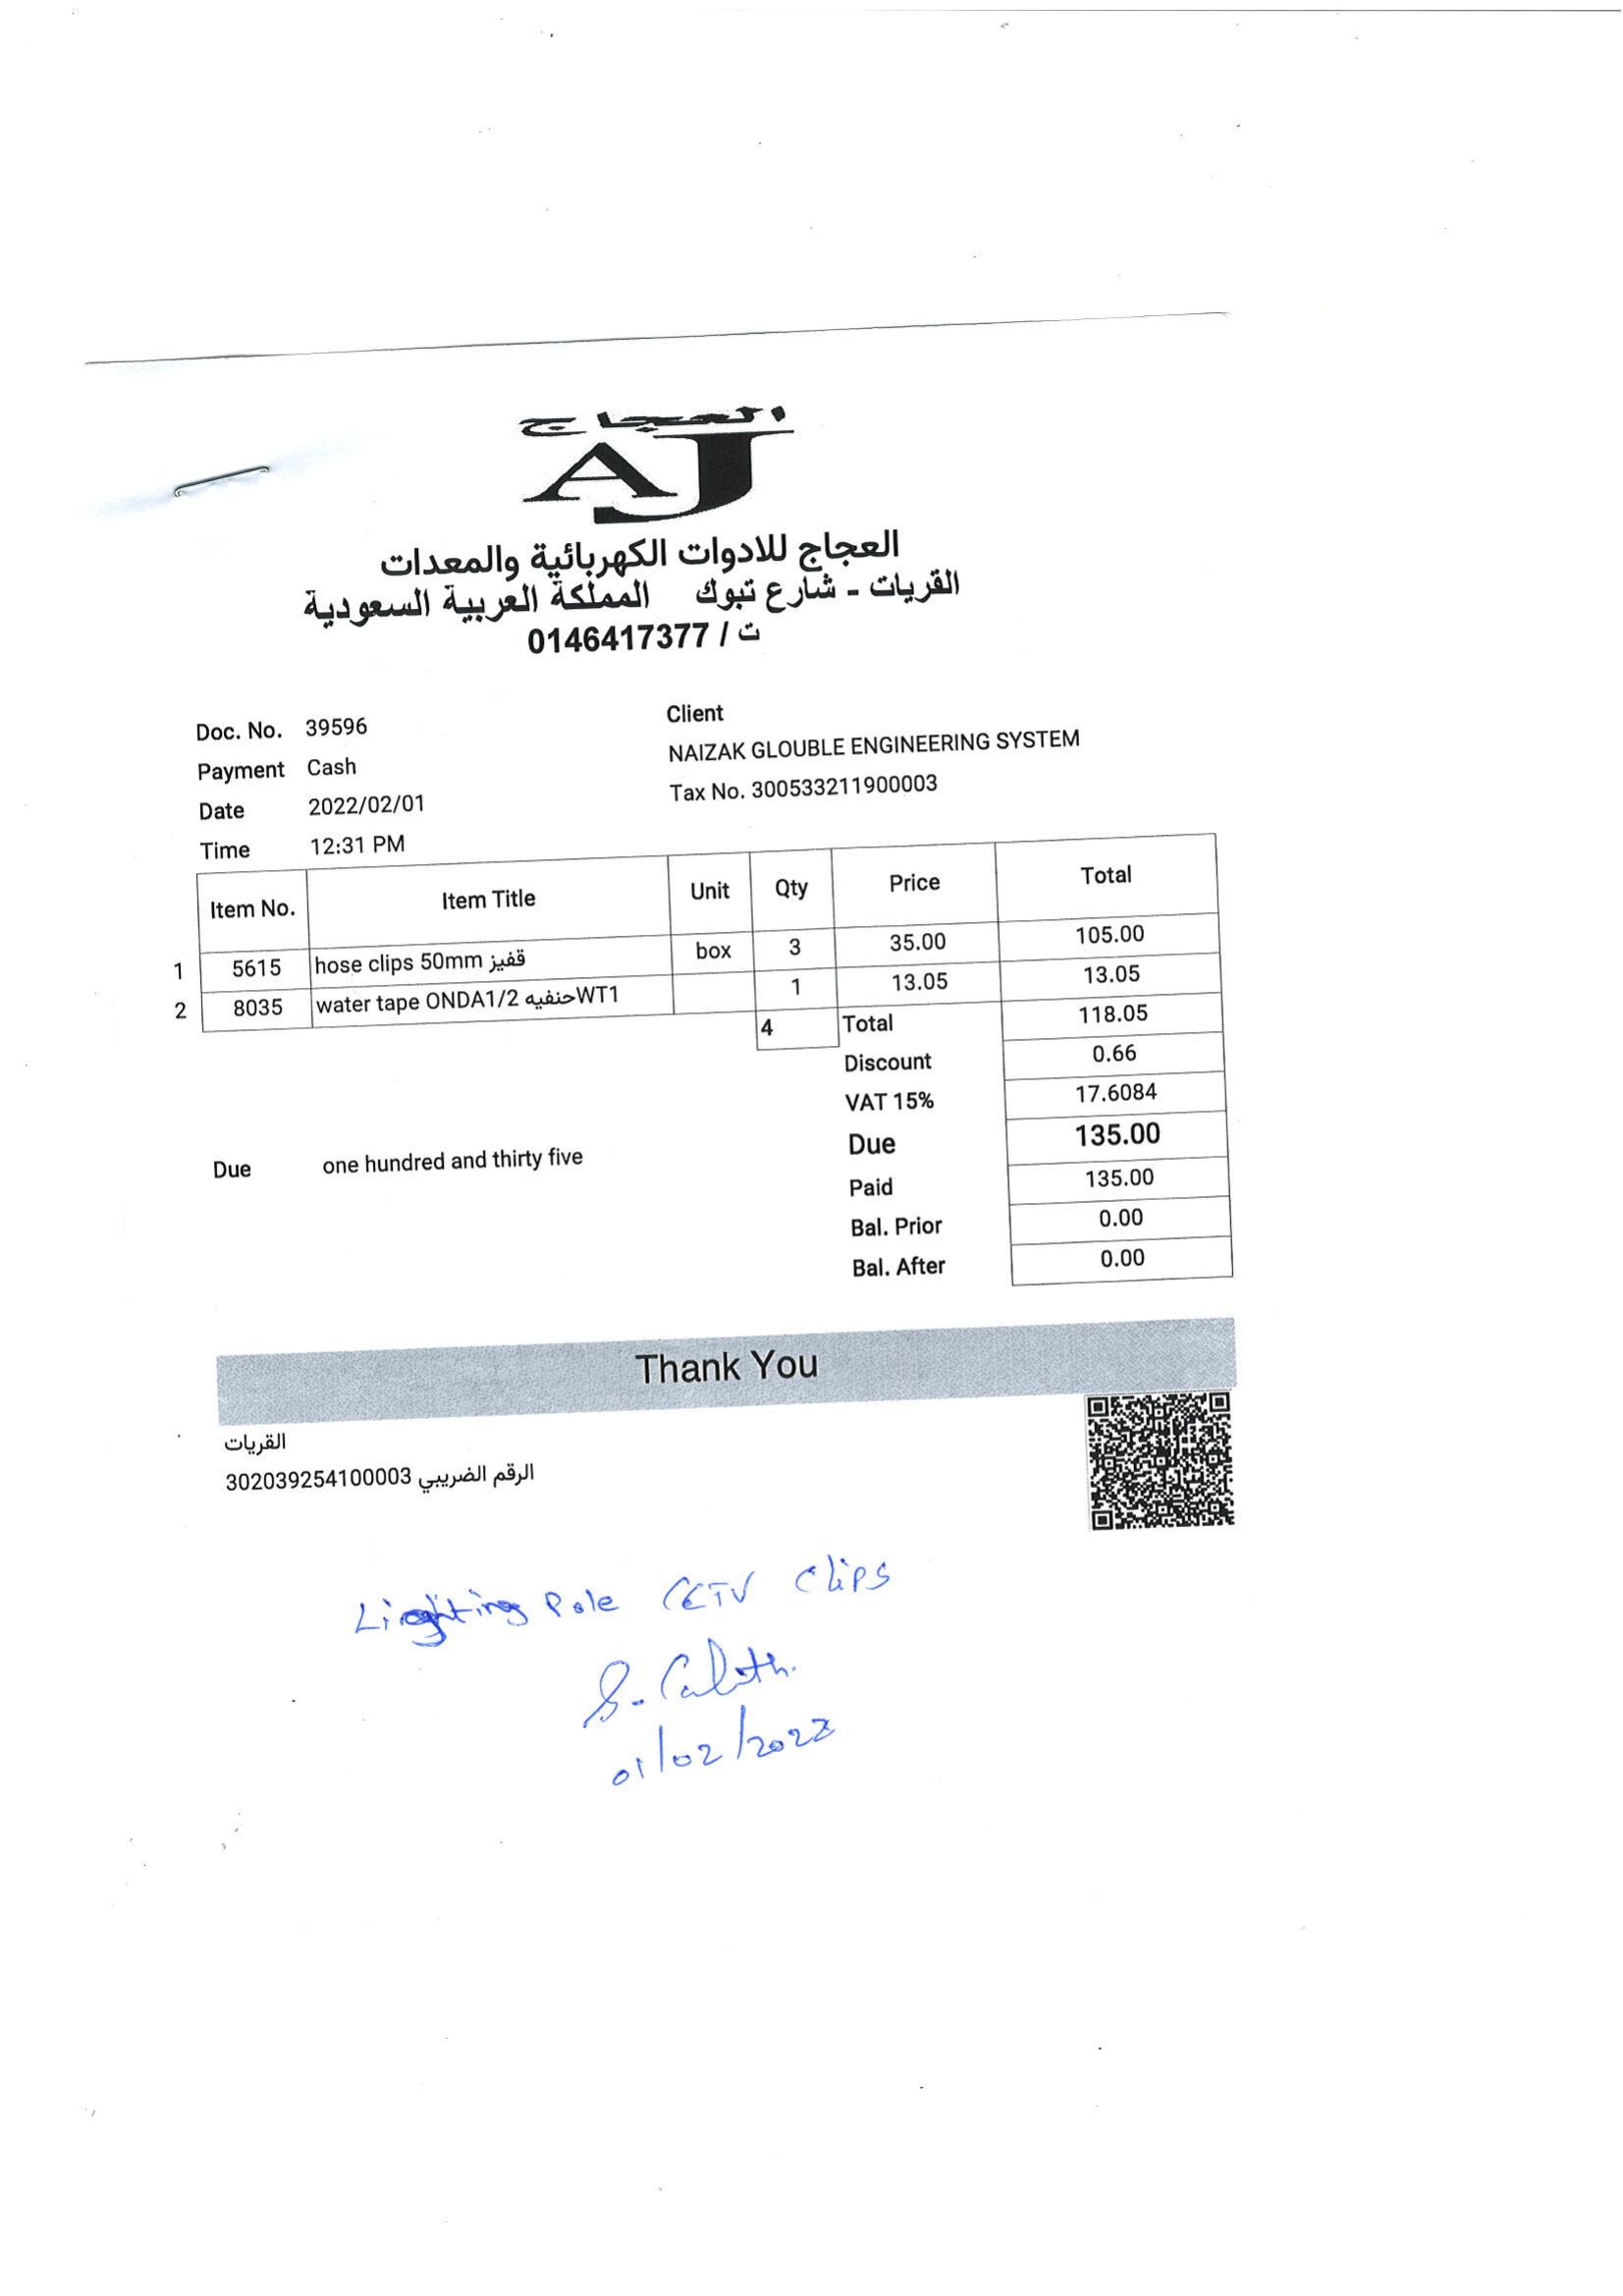 العجاج
AJ
العجاج للادوات الكهربائية والمعدات
القريات - شارع تبوك المملكة العربية السعودية
ت / 0146417377
Doc. No. 39596
Payment Cash
Date 2022/02/01
Time 12:31 PM
Client
NAIZAK GLOUBLE ENGINEERING SYSTEM
Tax No. 300533211900003
Item No. Item Title Unit Qty Price Total
1 5615 hose clips 50mm قفيز box 3 35.00 105.00
2 8035 water tape ONDA1/2 حنفيهWT1 1 13.05 13.05
4 Total 118.05
Discount 0.66
VAT 15% 17.6084
Due 135.00
Due one hundred and thirty five
Paid 135.00
Bal. Prior 0.00
Bal. After 0.00
Thank You
القريات
الرقم الضريبي 302039254100003
Lighting Pole CCTV Clips
01/02/2022